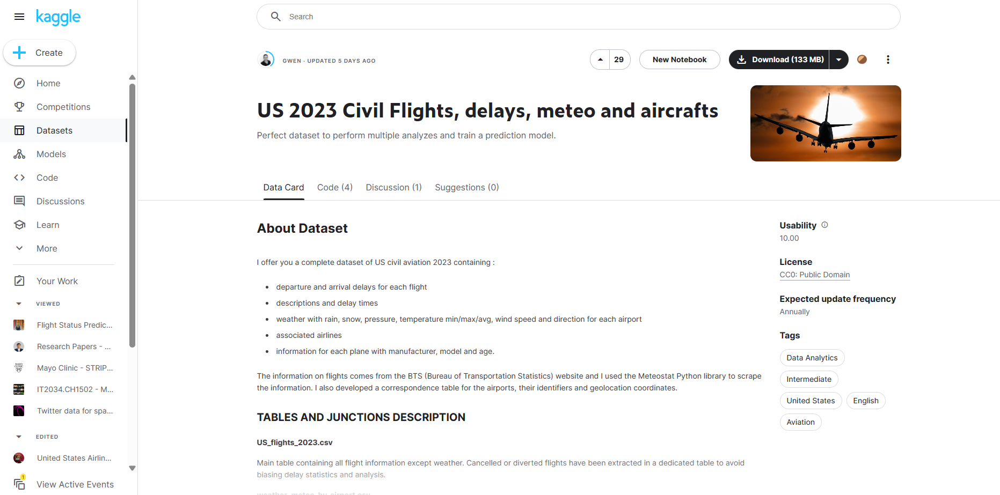 kaggle
Search
Create
Home
Competitions
Datasets
Models
Code
Discussions
Learn
More
Your Work
VIEWED
Flight Status Predic...
Research Papers - ...
Mayo Clinic - STRIP...
IT2034.CH1502 - M...
Twitter data for spa...
EDITED
United States Airlin...
1
View Active Events
GWEN · UPDATED 5 DAYS AGO
29
New Notebook
Download (133 MB)
US 2023 Civil Flights, delays, meteo and aircrafts
Perfect dataset to perform multiple analyzes and train a prediction model.
Data Card Code (4) Discussion (1) Suggestions (0)
About Dataset
I offer you a complete dataset of US civil aviation 2023 containing :
• departure and arrival delays for each flight
• descriptions and delay times
• weather with rain, snow, pressure, temperature min/max/avg, wind speed and direction for each airport
• associated airlines
• information for each plane with manufacturer, model and age.
The information on flights comes from the BTS (Bureau of Transportation Statistics) website and I used the Meteostat Python library to scrape
the information. I also developed a correspondence table for the airports, their identifiers and geolocation coordinates.
TABLES AND JUNCTIONS DESCRIPTION
US_flights_2023.csv
Main table containing all flight information except weather. Cancelled or diverted flights have been extracted in a dedicated table to avoid
biasing delay statistics and analysis.
Usability
10.00
License
CC0: Public Domain
Expected update frequency
Annually
Tags
Data Analytics
Intermediate
United States English
Aviation